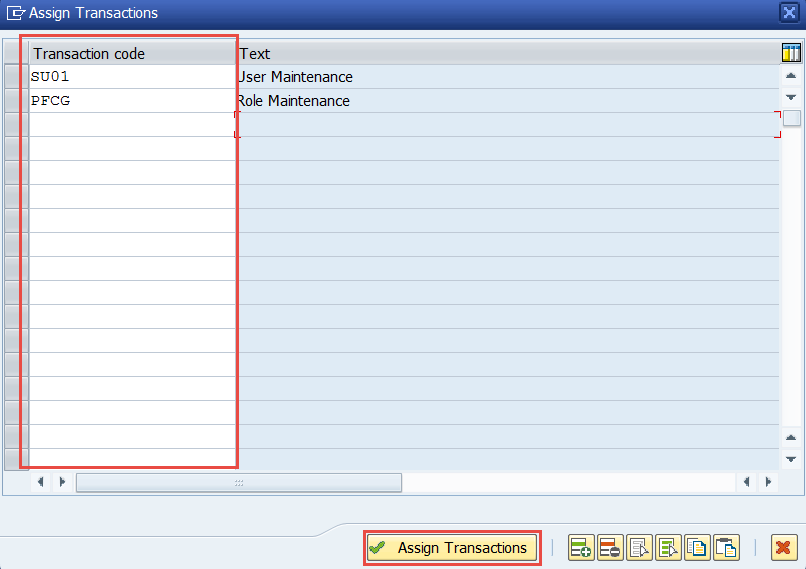 Assign Transactions
Transaction code Text
SU01 User Maintenance
PFCG Role Maintenance
Assign Transactions